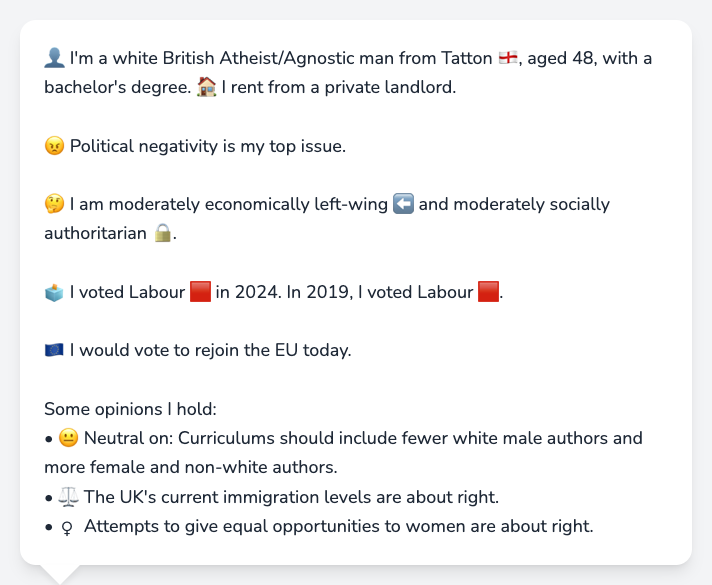 👤 I'm a white British Atheist/Agnostic man from Tatton 🏴󠁧󠁢󠁥󠁮󠁧󠁿, aged 48, with a
bachelor's degree. 🏠 I rent from a private landlord.
😠 Political negativity is my top issue.
🤔 I am moderately economically left-wing ⬅️ and moderately socially
authoritarian 🔒.
🗳️ I voted Labour 🟥 in 2024. In 2019, I voted Labour 🟥.
🇪🇺 I would vote to rejoin the EU today.
Some opinions I hold:
• 😐 Neutral on: Curriculums should include fewer white male authors and
more female and non-white authors.
• ⚖️ The UK's current immigration levels are about right.
• ♀ Attempts to give equal opportunities to women are about right.